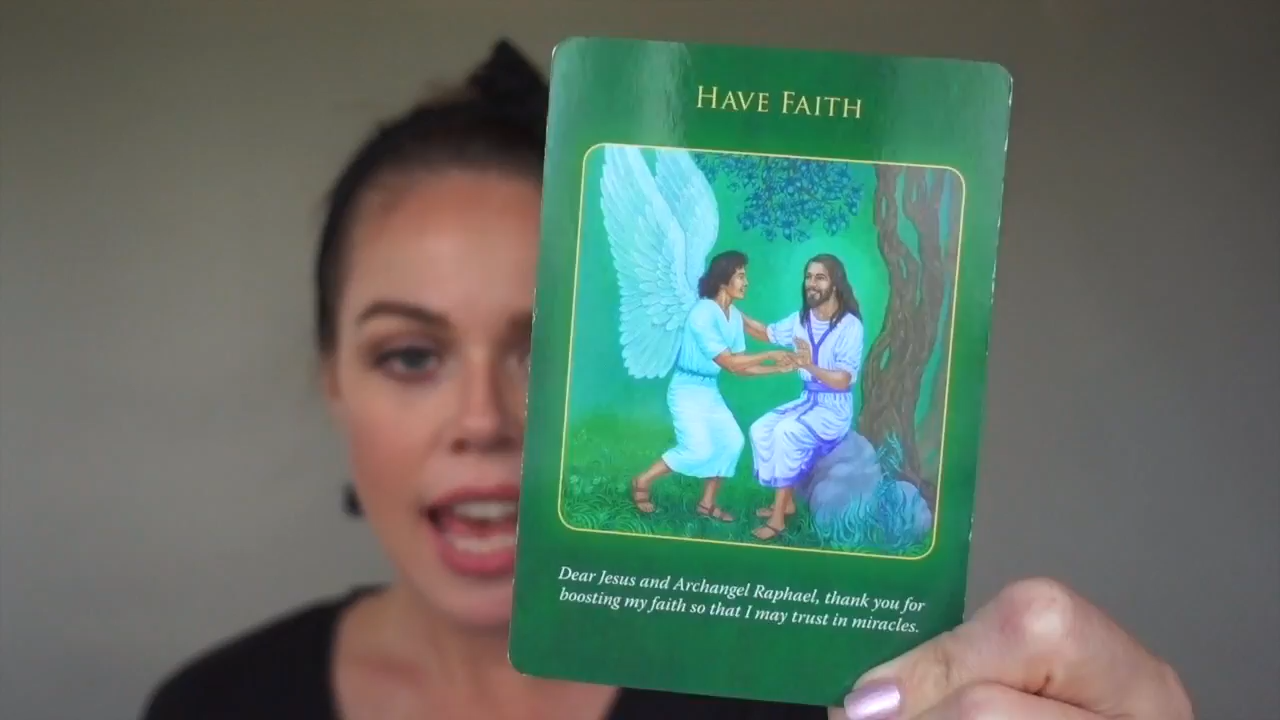 HAVE FAITH
Dear Jesus and Archangel Raphael, thank you for
boosting my faith so that I may trust in miracles.